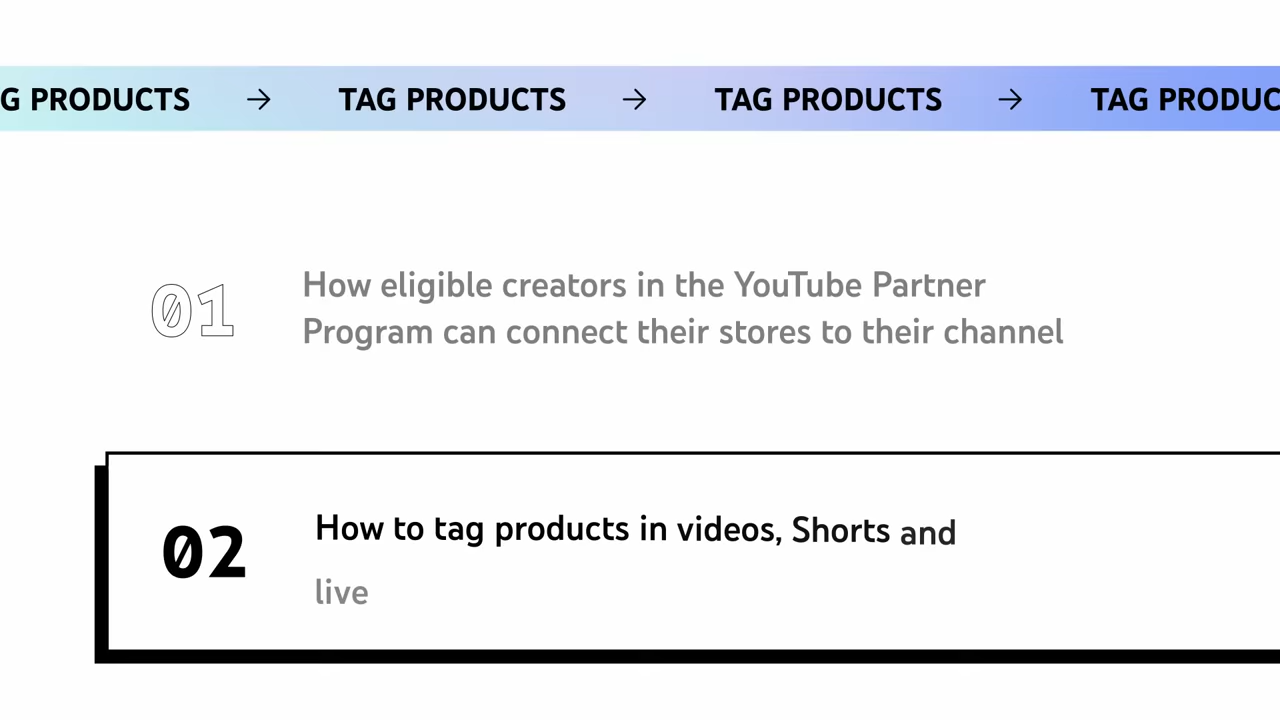 G PRODUCTS → TAG PRODUCTS → TAG PRODUCTS → TAG PRODUC
01
How eligible creators in the YouTube Partner
Program can connect their stores to their channel
02
How to tag products in videos, Shorts and
live